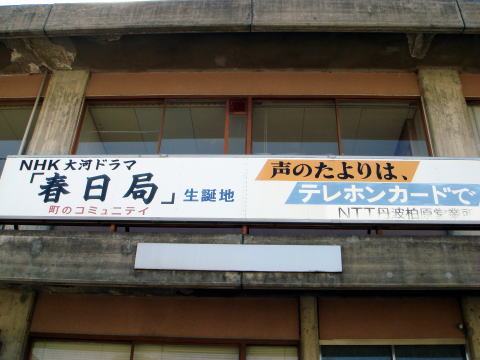 NHK 大河ドラマ
「春日局」生誕地
町のコミュニテイ
声のたよりは、
テレホンカードで
NTT丹波柏原営業所